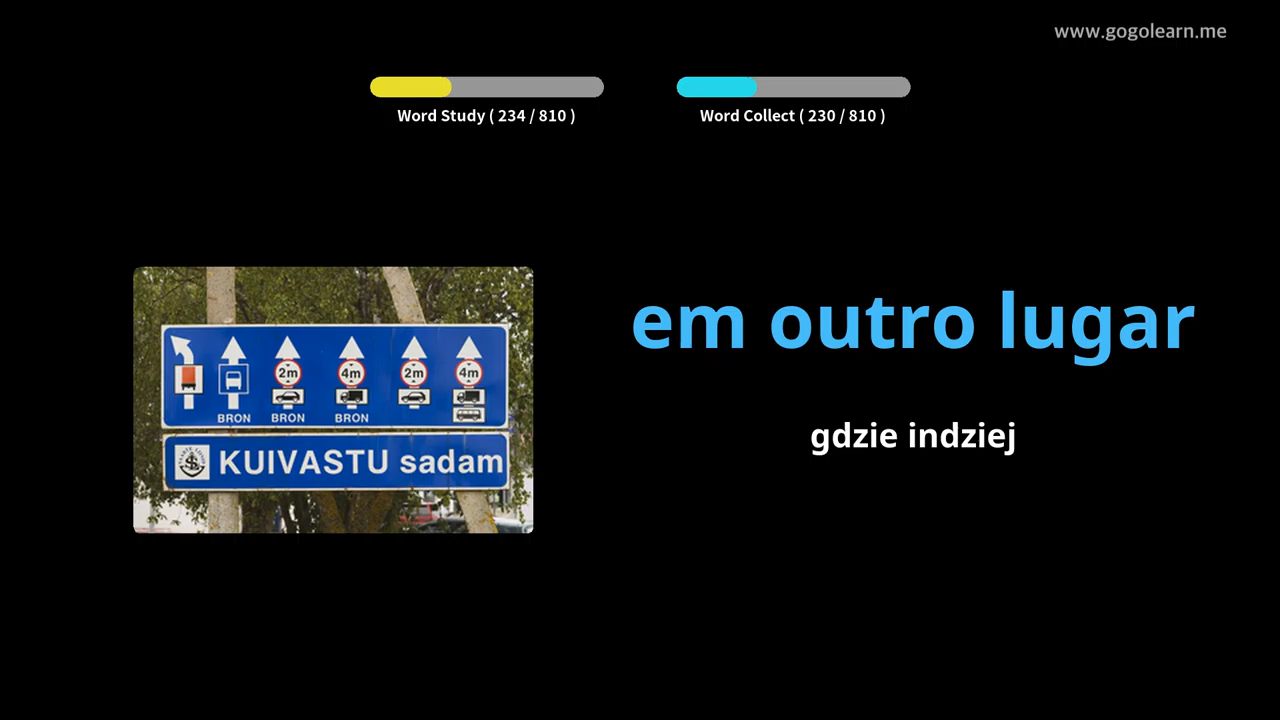 www.gogolearn.me
Word Study ( 234 / 810 )
Word Collect ( 230 / 810 )
em outro lugar
gdzie indziej
2m 4m 2m 4m
BRON BRON BRON
KUIVASTU sadam